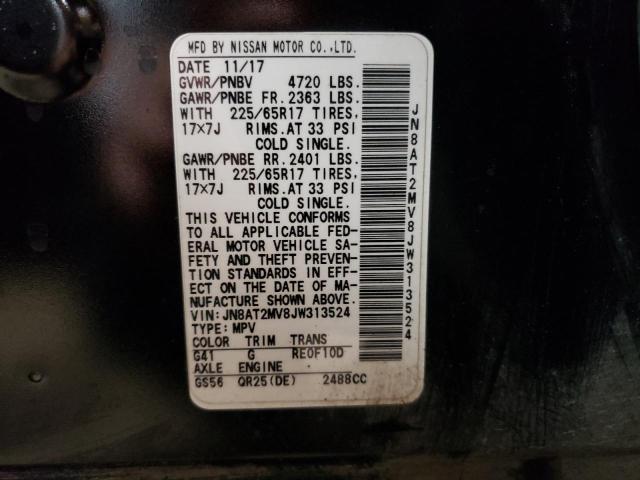 MFD BY NISSAN MOTOR CO.,LTD.
DATE 11/17
GVWR/PNBV 4720 LBS.
GAWR/PNBE FR. 2363 LBS.
WITH 225/65R17 TIRES,
17×7J RIMS. AT 33 PSI
COLD SINGLE.
GAWR/PNBE RR. 2401 LBS.
WITH 225/65R17 TIRES,
17×7J RIMS. AT 33 PSI
COLD SINGLE.
THIS VEHICLE CONFORMS
TO ALL APPLICABLE FED-
ERAL MOTOR VEHICLE SA-
FETY AND THEFT PREVEN-
TION STANDARDS IN EFF-
ECT ON THE DATE OF MA-
NUFACTURE SHOWN ABOVE.
VIN: JN8AT2MV8JW313524
TYPE: MPV
COLOR TRIM TRANS
G41 G RE0F10D
AXLE ENGINE
GS56 QR25(DE) 2488CC
JN8AT2MV8JW313524